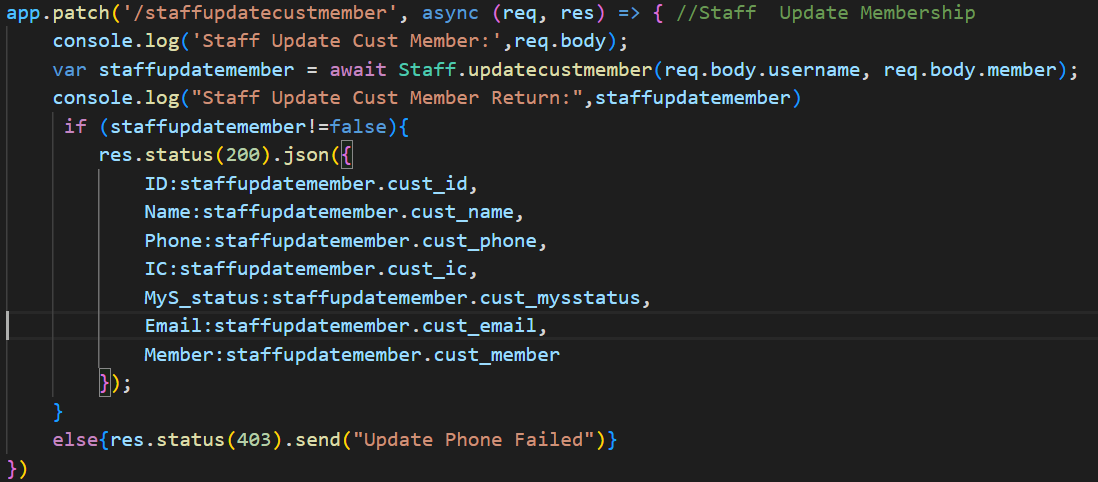 app.patch('/staffupdatecustmember', async (req, res) => { //Staff  Update Membership
    console.log('Staff Update Cust Member:',req.body);
    var staffupdatemember = await Staff.updatecustmember(req.body.username, req.body.member);
    console.log("Staff Update Cust Member Return:",staffupdatemember)
     if (staffupdatemember!=false){
        res.status(200).json({
            ID:staffupdatemember.cust_id,
            Name:staffupdatemember.cust_name,
            Phone:staffupdatemember.cust_phone,
            IC:staffupdatemember.cust_ic,
            MyS_status:staffupdatemember.cust_mysstatus,
            Email:staffupdatemember.cust_email,
            Member:staffupdatemember.cust_member
        });
    }
    else{res.status(403).send("Update Phone Failed")}
})